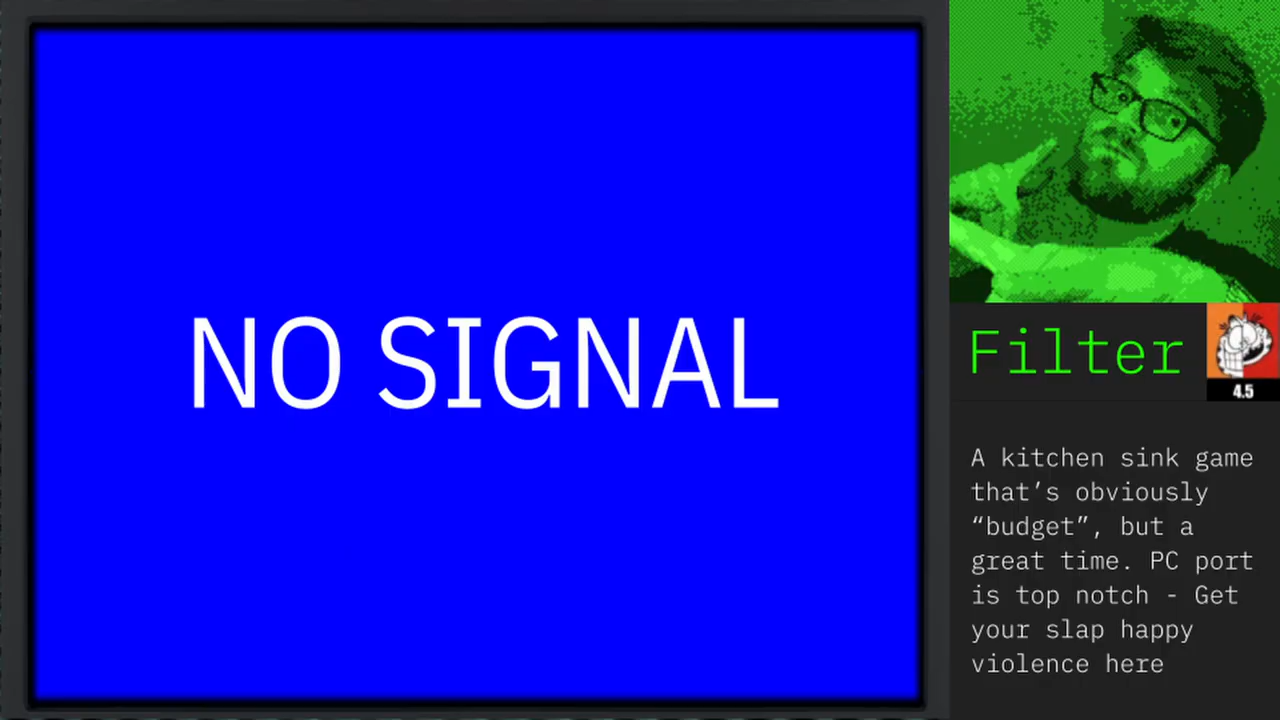 NO SIGNAL
Filter
4.5
A kitchen sink game
that’s obviously
“budget”, but a
great time. PC port
is top notch - Get
your slap happy
violence here